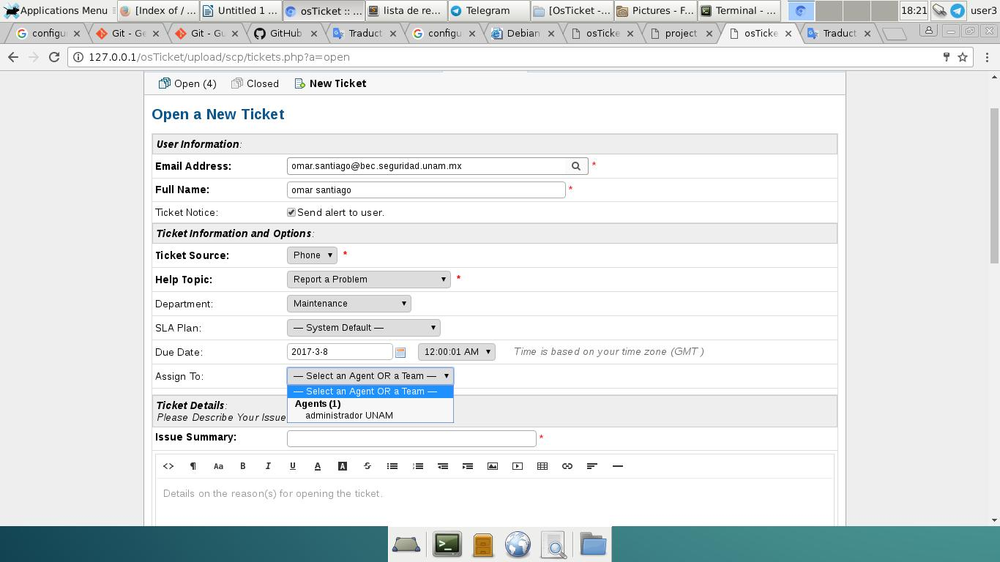 Applications Menu
[Index of / ...
Untitled 1 ...
osTicket :: ...
lista de re...
Telegram
[OsTicket -...
Pictures - F...
Terminal - ...
18:21
user3
configu
Git - Ge
Git - Gu
GitHub
Traduct
configu
Debian
osTicke
project
osTicke
Traduct
127.0.0.1/osTicket/upload/scp/tickets.php?a=open
Open (4) Closed New Ticket
Open a New Ticket
User Information:
Email Address: omar.santiago@bec.seguridad.unam.mx *
Full Name: omar santiago *
Ticket Notice: Send alert to user.
Ticket Information and Options:
Ticket Source: Phone *
Help Topic: Report a Problem *
Department: Maintenance
SLA Plan: — System Default —
Due Date: 2017-3-8 12:00:01 AM Time is based on your time zone (GMT )
Assign To: — Select an Agent OR a Team —
— Select an Agent OR a Team —
Agents (1)
administrador UNAM
Ticket Details:
Please Describe Your Issue
Issue Summary: *
<> ¶ Aa B I U A A S
Details on the reason(s) for opening the ticket.